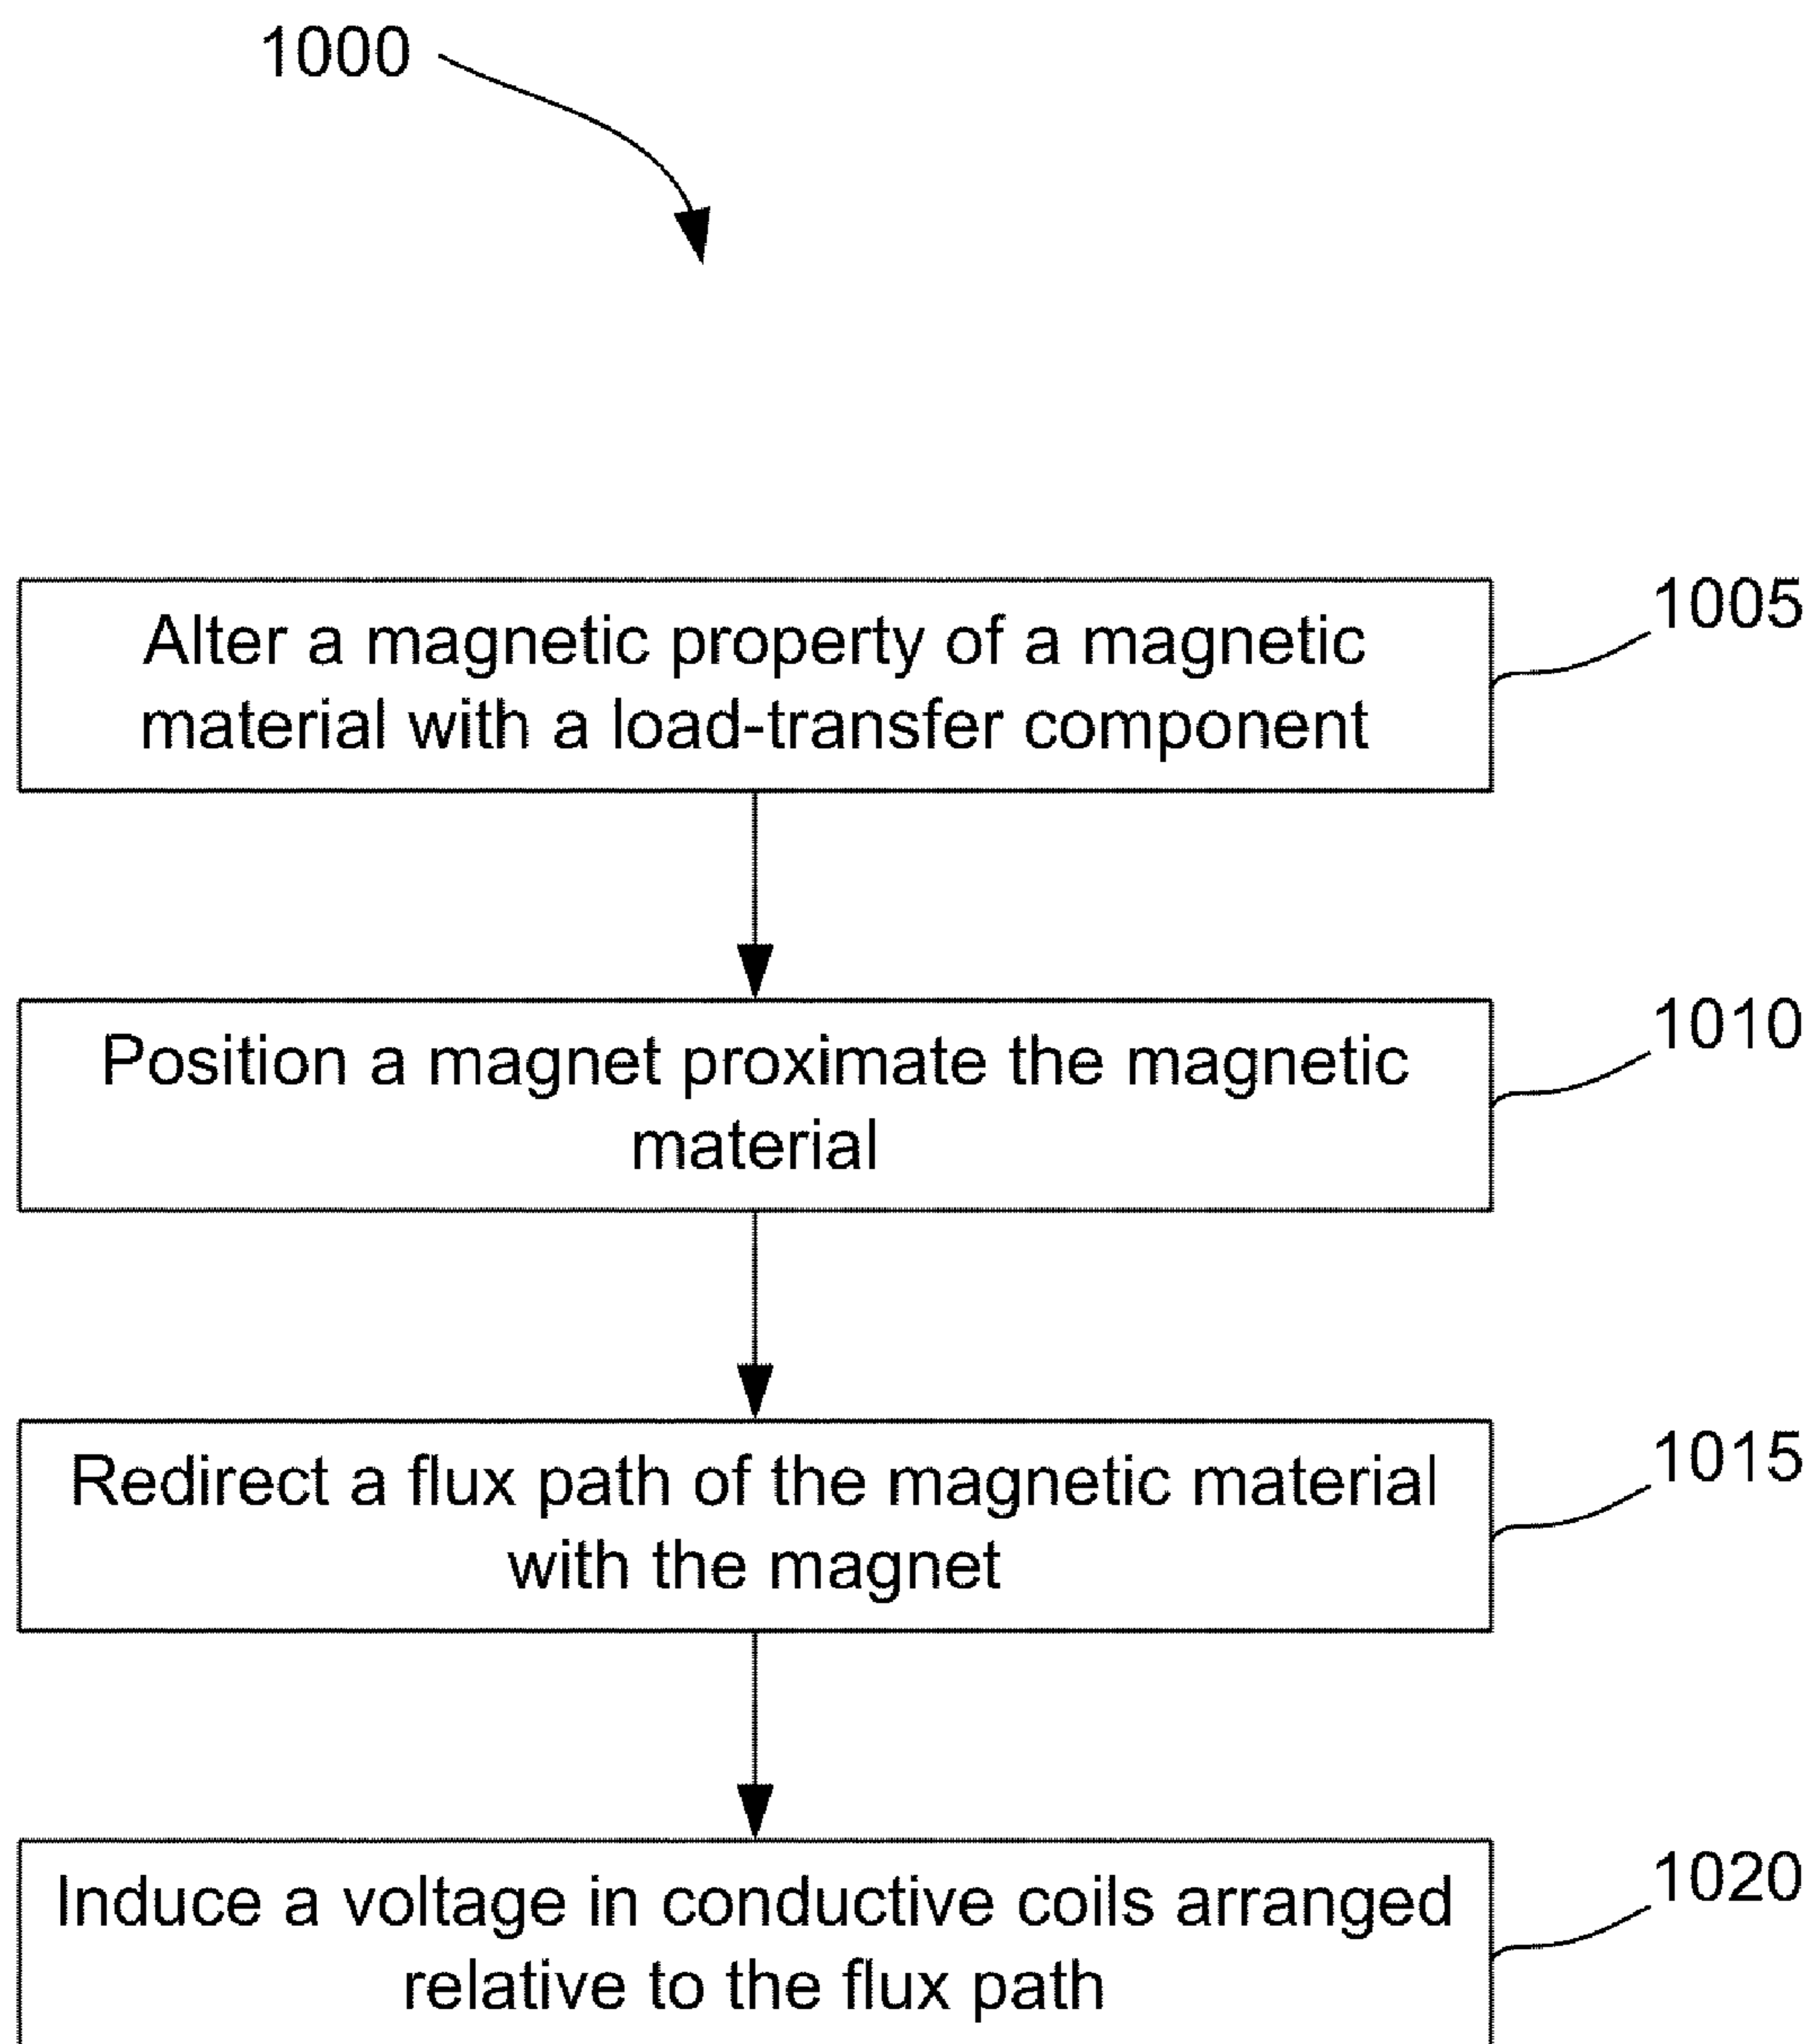 1000
Alter a magnetic property of a magnetic
material with a load-transfer component
1005
Position a magnet proximate the magnetic
material
1010
Redirect a flux path of the magnetic material
with the magnet
1015
Induce a voltage in conductive coils arranged
relative to the flux path
1020